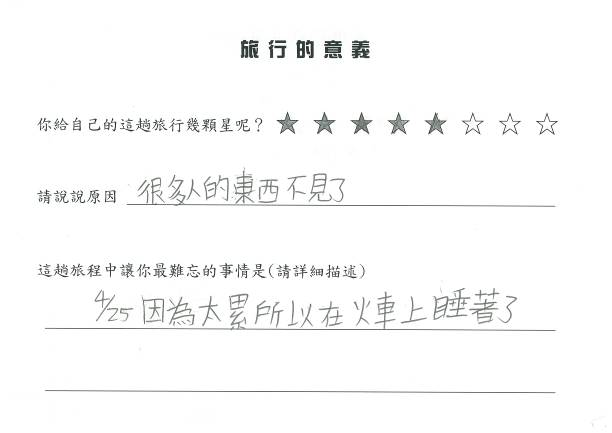 旅行的意義
你給自己的這趟旅行幾顆星呢？ ★ ★ ★ ★ ★ ☆ ☆ ☆
請說說原因 很多人的東西不見了
這趟旅程中讓你最難忘的事情是(請詳細描述)
4/25 因為太累所以在火車上睡著了